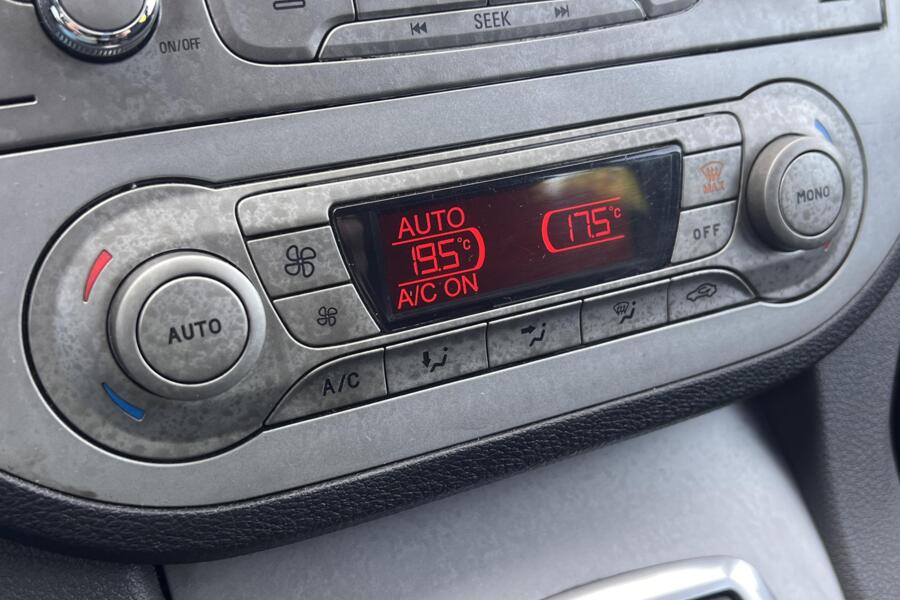 ON/OFF
SEEK
AUTO
19.5°C
A/C ON
17.5°C
MAX
OFF
MONO
AUTO
A/C